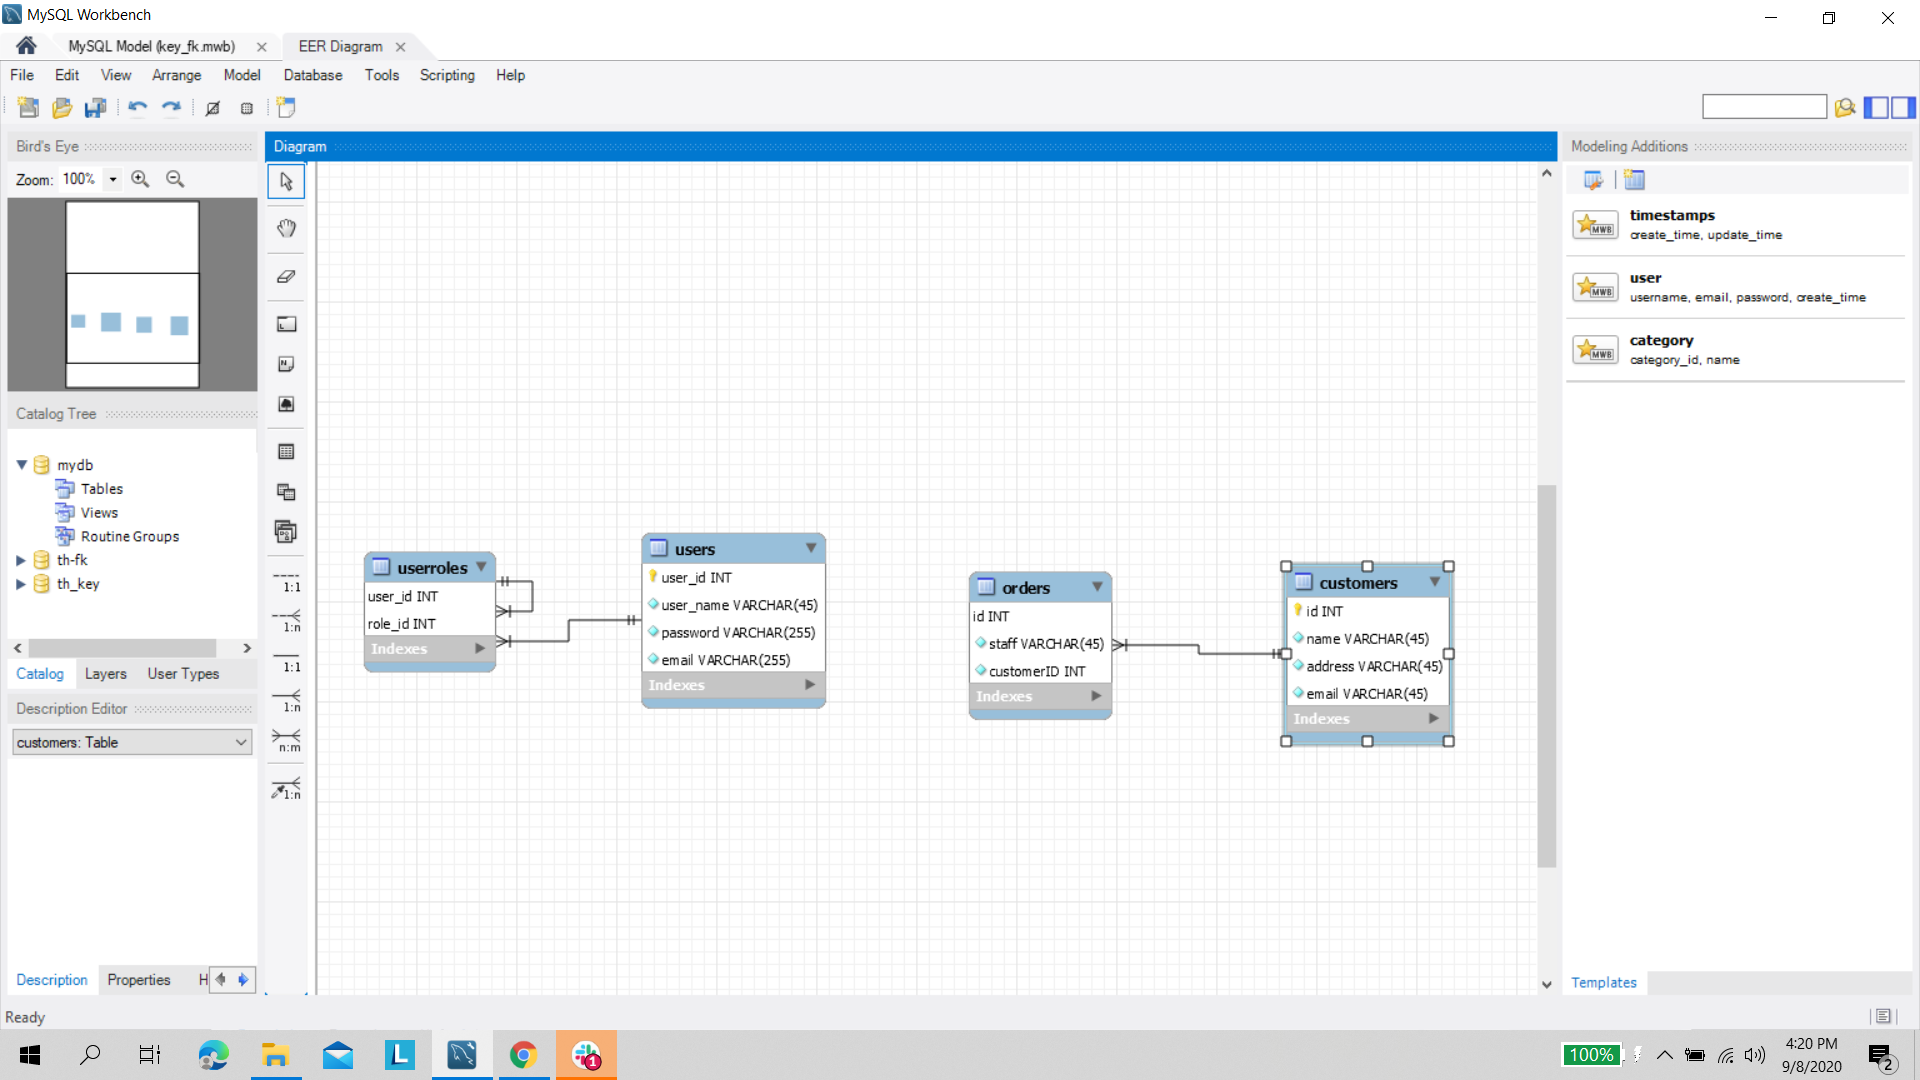 MySQL Workbench
MySQL Model (key_fk.mwb)
EER Diagram
File Edit View Arrange Model Database Tools Scripting Help
Bird's Eye
Zoom: 100%
Catalog Tree
mydb
Tables
Views
Routine Groups
th-fk
th_key
Catalog Layers User Types
Description Editor
customers: Table
Description Properties H
Ready
Diagram
1:1
1:n
1:1
1:n
n:m
1:n
userroles
user_id INT
role_id INT
Indexes
users
user_id INT
user_name VARCHAR(45)
password VARCHAR(255)
email VARCHAR(255)
Indexes
orders
id INT
staff VARCHAR(45)
customerID INT
Indexes
customers
id INT
name VARCHAR(45)
address VARCHAR(45)
email VARCHAR(45)
Indexes
Modeling Additions
MWB
timestamps
create_time, update_time
MWB
user
username, email, password, create_time
MWB
category
category_id, name
Templates
L
1
100%
4:20 PM
9/8/2020
2